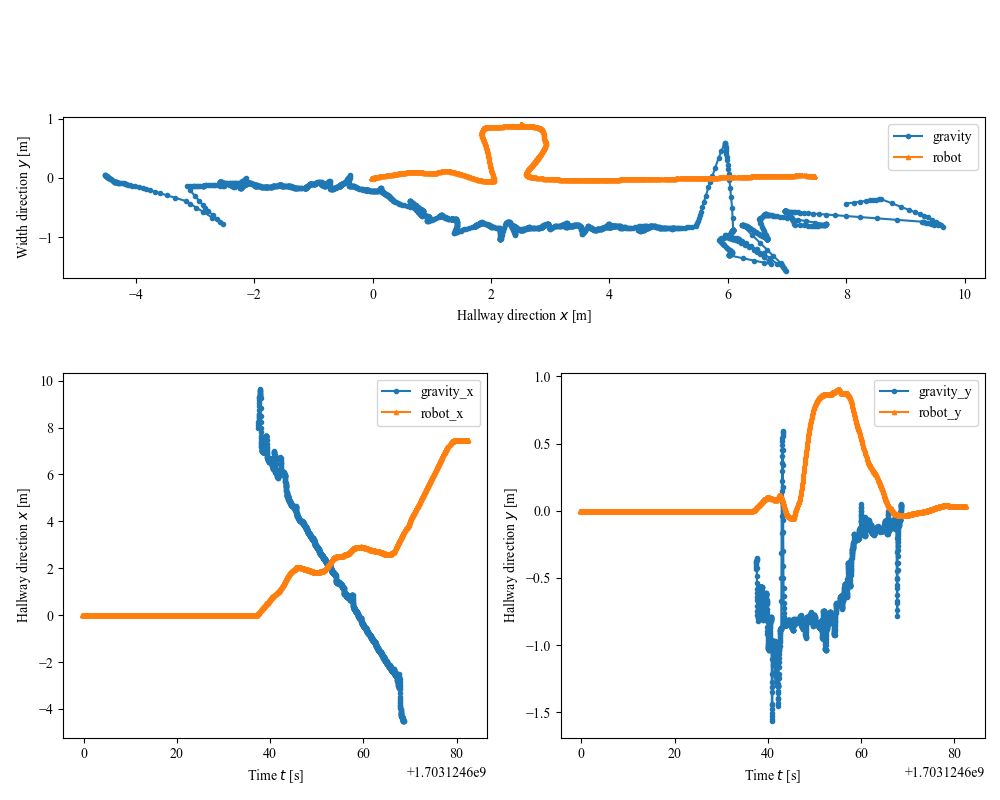 gravity
robot
Width direction y [m]
1
0
−1
−4
−2
0
2
4
6
8
10
Hallway direction x [m]
gravity_x
robot_x
Hallway direction x [m]
10
8
6
4
2
0
−2
−4
0
20
40
60
80
Time t [s]
+1.7031246e9
gravity_y
robot_y
Hallway direction y [m]
1.0
0.5
0.0
−0.5
−1.0
−1.5
0
20
40
60
80
Time t [s]
+1.7031246e9